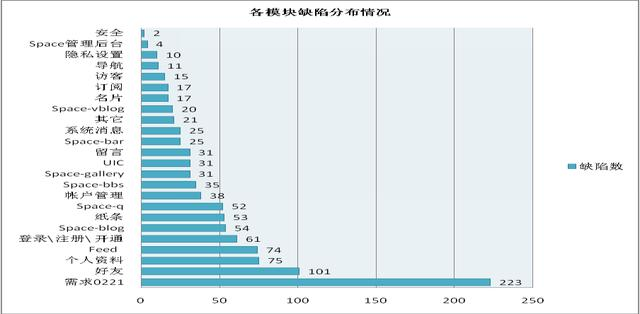 各模块缺陷分布情况
安全 2
Space管理后台 4
隐私设置 10
导航 11
访客 15
订阅 17
名片 17
Space-vblog 20
其它 21
系统消息 25
Space-bar 25
留言 31
UIC 31
Space-gallery 31
Space-bbs 35
帐户管理 38
Space-q 52
纸条 53
Space-blog 54
登录\注册\ 开通 61
Feed 74
个人资料 75
好友 101
需求0221 223
0 50 100 150 200 250
缺陷数